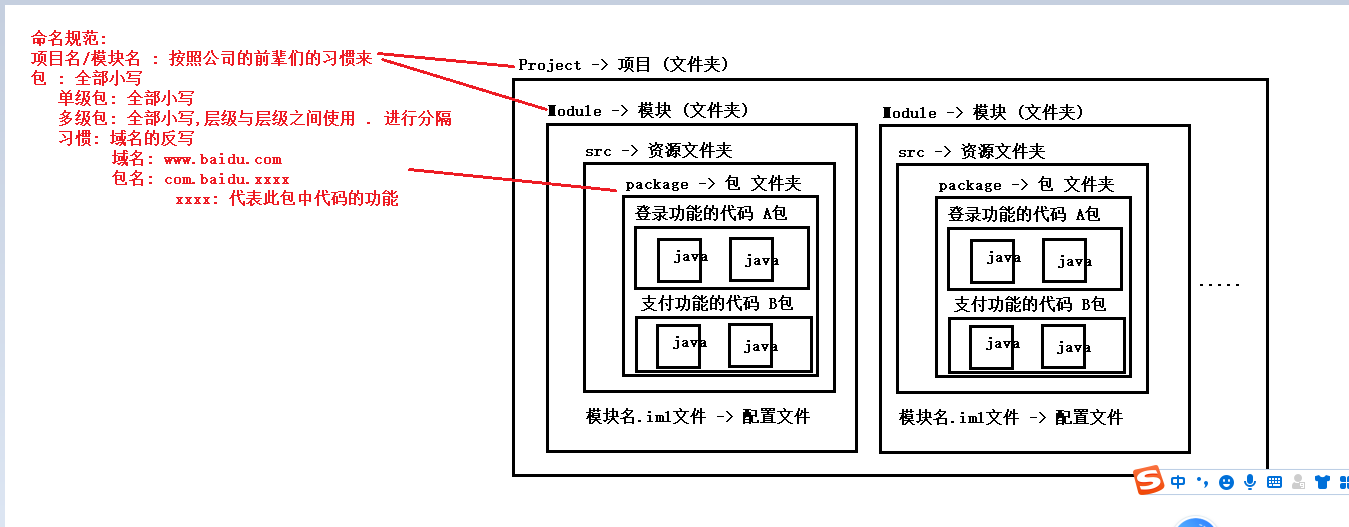 命名规范:
项目名/模块名 : 按照公司的前辈们的习惯来
包 : 全部小写
单级包: 全部小写
多级包: 全部小写,层级与层级之间使用 . 进行分隔
习惯: 域名的反写
域名: www.baidu.com
包名: com.baidu.xxxx
xxxx: 代表此包中代码的功能
Project -> 项目 (文件夹)
Module -> 模块 (文件夹)
src -> 资源文件夹
package -> 包 文件夹
登录功能的代码 A包
java
java
支付功能的代码 B包
java
java
模块名.iml文件 -> 配置文件
Module -> 模块 (文件夹)
src -> 资源文件夹
package -> 包 文件夹
登录功能的代码 A包
java
java
支付功能的代码 B包
java
java
模块名.iml文件 -> 配置文件
.....
S 中